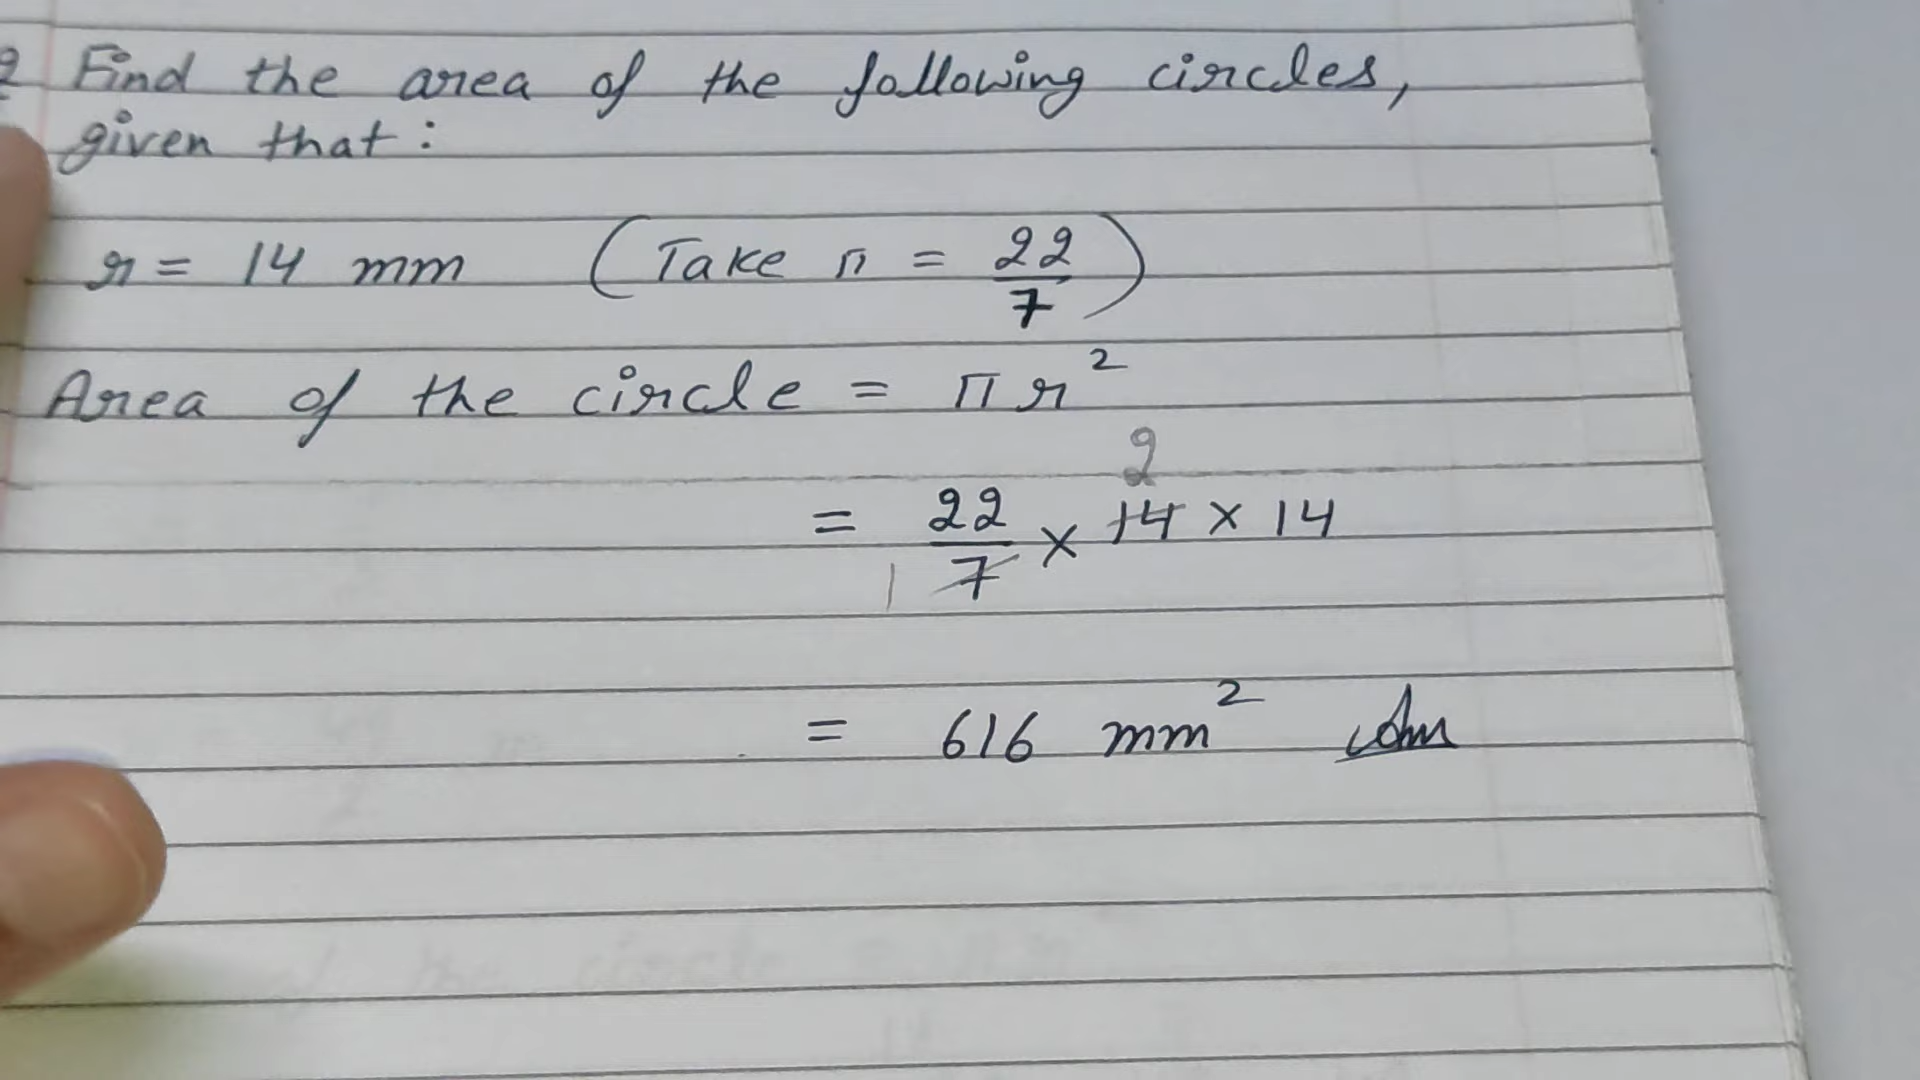 Q Find the area of the following circles,
given that:
r = 14 mm (Take π = 22/7)
Area of the circle = πr²
2
= 22/7 × 14 × 14
1
= 616 mm² Ans